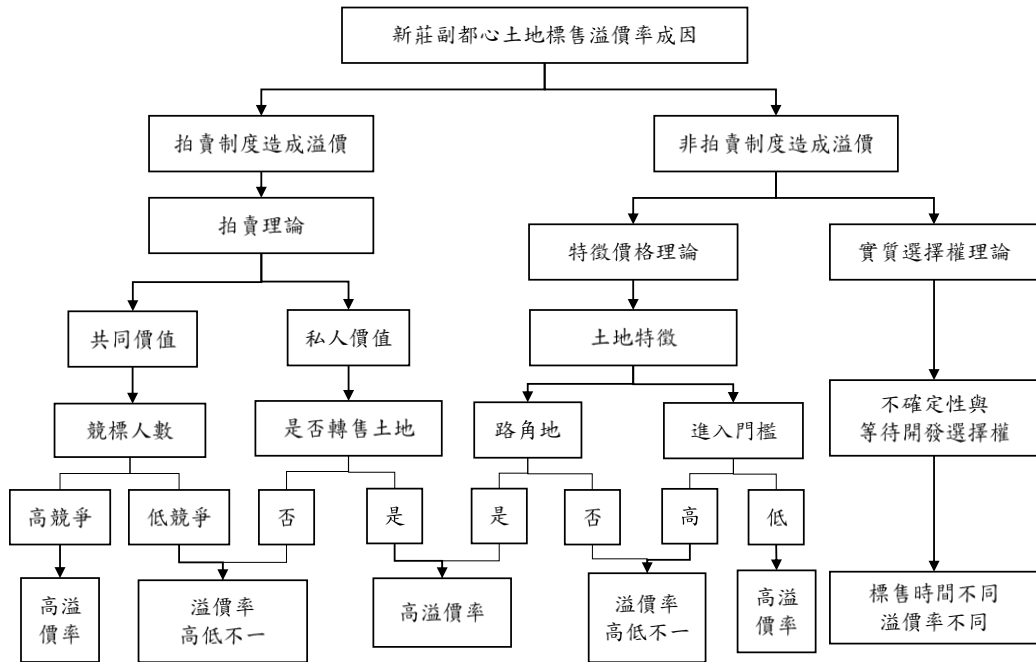 新莊副都心土地標售溢價率成因
拍賣制度造成溢價
非拍賣制度造成溢價
拍賣理論
特徵價格理論
實質選擇權理論
共同價值
私人價值
土地特徵
競標人數
是否轉售土地
路角地
進入門檻
不確定性與
等待開發選擇權
高競爭
低競爭
否
是
是
否
高
低
高溢
價率
溢價率
高低不一
高溢價率
溢價率
高低不一
高溢
價率
標售時間不同
溢價率不同